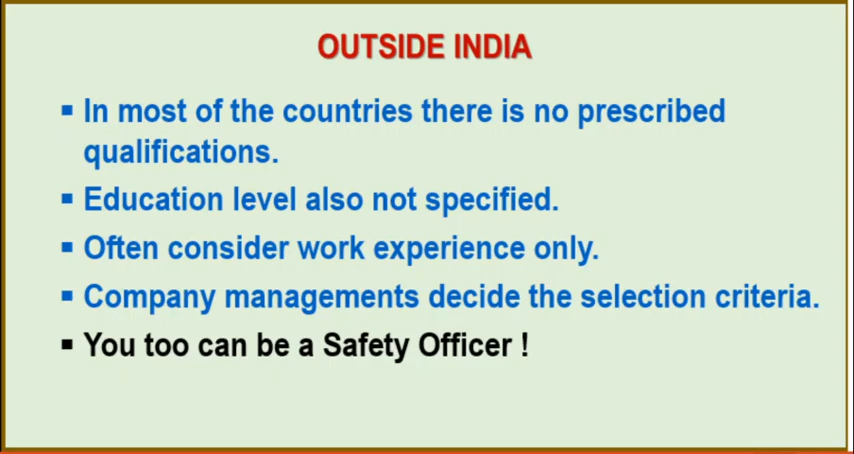 OUTSIDE INDIA
▪ In most of the countries there is no prescribed
qualifications.
▪ Education level also not specified.
▪ Often consider work experience only.
▪ Company managements decide the selection criteria.
▪ You too can be a Safety Officer !